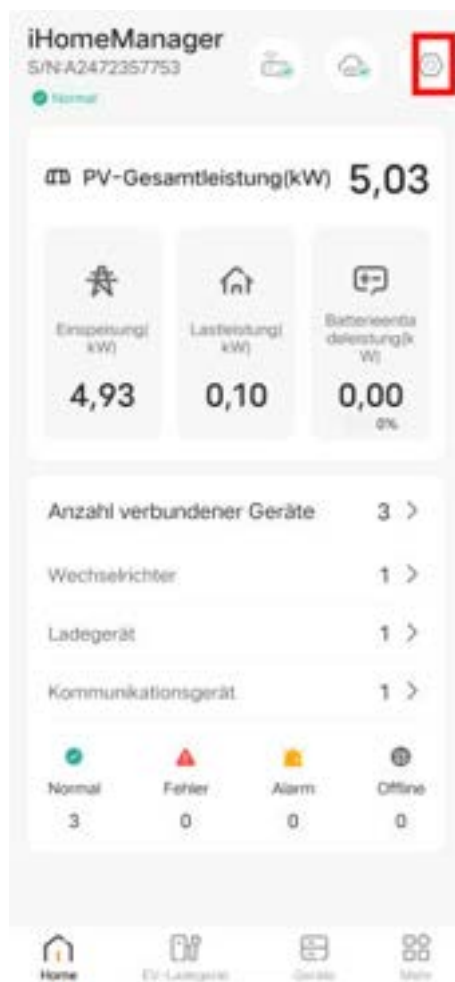 iHomeManager
S/N:A2472357753
Normal
PV-Gesamtleistung(kW) 5,03
Einspeisung(
kW)
4,93
Lastleistung(
kW)
0,10
Batterieentla
deleistung(k
W)
0,00
0%
Anzahl verbundener Geräte 3
Wechselrichter 1
Ladegerät 1
Kommunikationsgerät 1
Normal Fehler Alarm Offline
3 0 0 0
Home EV-Ladegerät Geräte Mehr